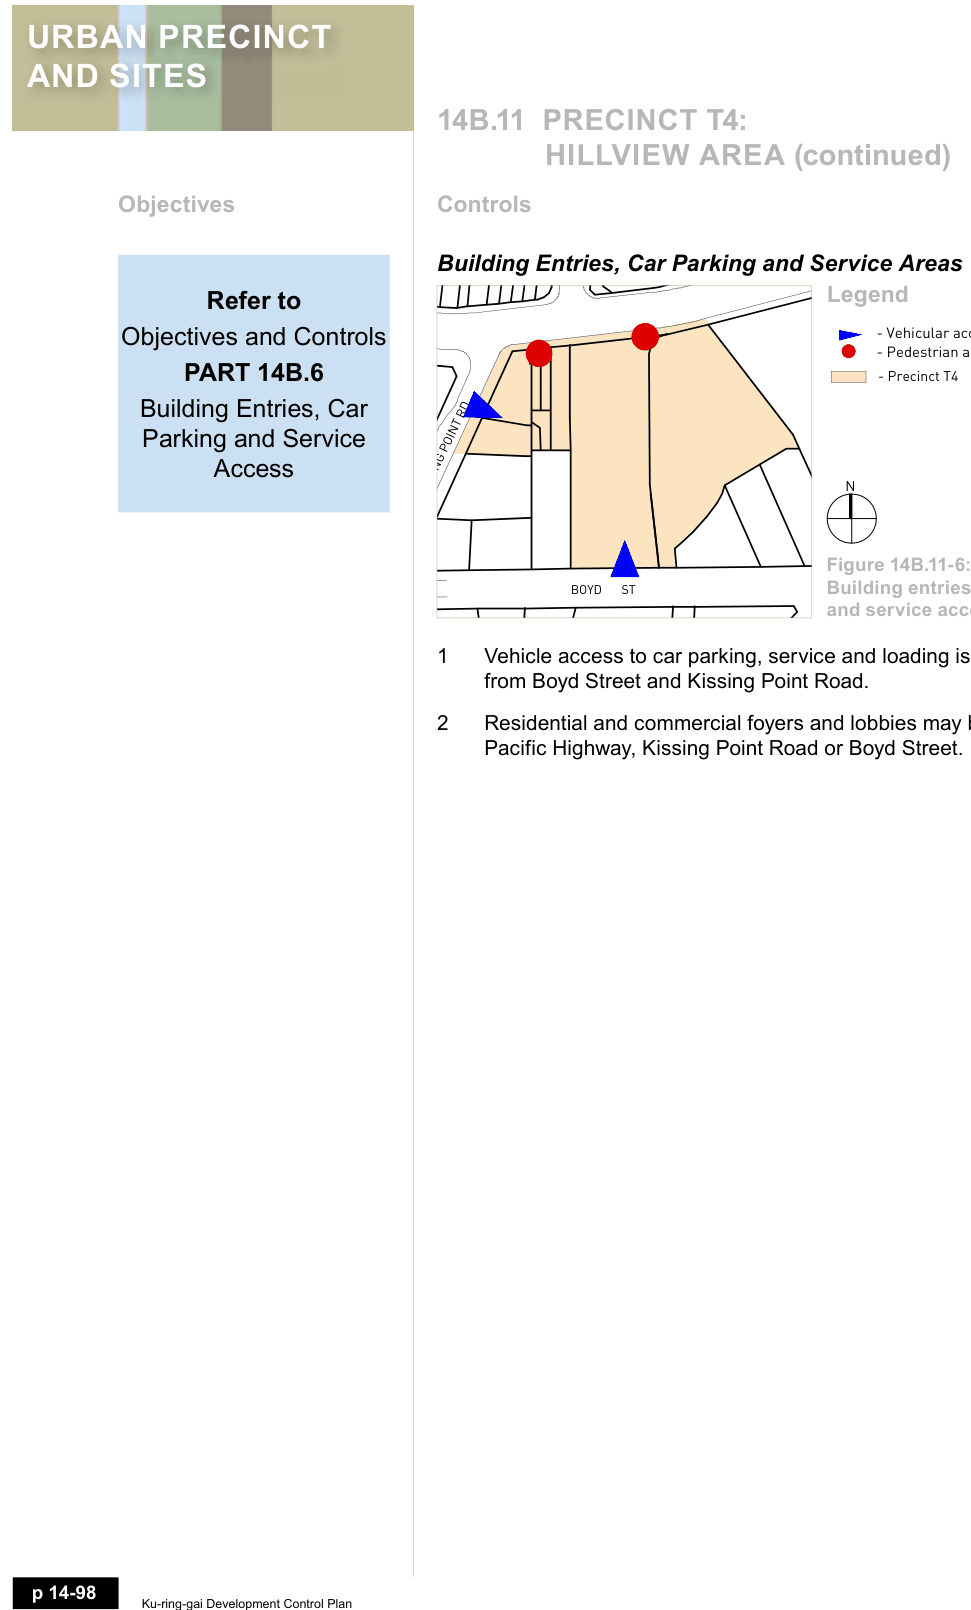 URBAN PRECINCT
AND SITES
14B.11 PRECINCT T4:
HILLVIEW AREA (continued)
Objectives
Controls
Refer to
Objectives and Controls
PART 14B.6
Building Entries, Car
Parking and Service
Access
Building Entries, Car Parking and Service Areas
Legend
- Vehicular
- Pedestrian
- Precinct T4
POINT RD
N
BOYD ST
Figure 14B.11-6:
Building entries
and service
1 Vehicle access to car parking, service and loading is
from Boyd Street and Kissing Point Road.
2 Residential and commercial foyers and lobbies may
Pacific Highway, Kissing Point Road or Boyd Street.
p 14-98
Ku-ring-gai Development Control Plan